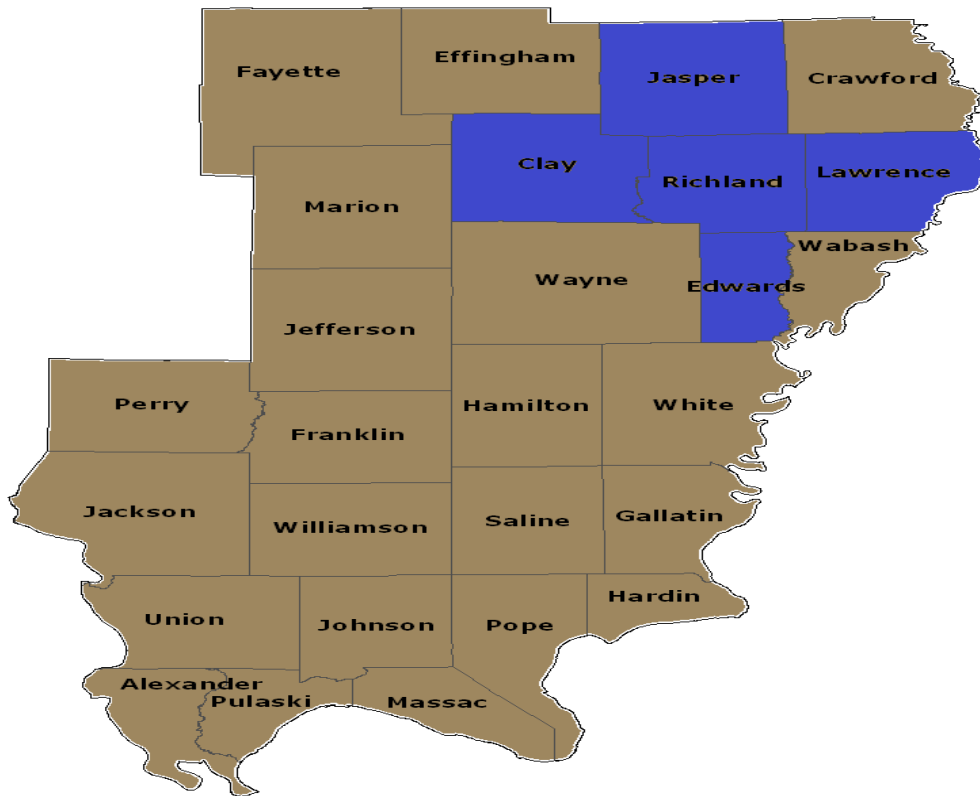 Effingham
Fayette
Jasper
Crawford
Clay
Lawrence
Richland
Marion
Wabash
Wayne
Edwards
Jefferson
Perry
Hamilton
White
Franklin
Jackson
Gallatin
Saline
Williamson
Hardin
Union
Johnson
Pope
Alexander
Pulaski
Massac